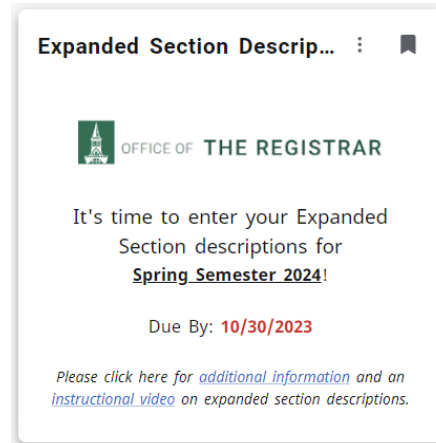 Expanded Section Descrip...
OFFICE OF THE REGISTRAR
It's time to enter your Expanded
Section descriptions for
Spring Semester 2024!
Due By: 10/30/2023
Please click here for additional information and an
instructional video on expanded section descriptions.